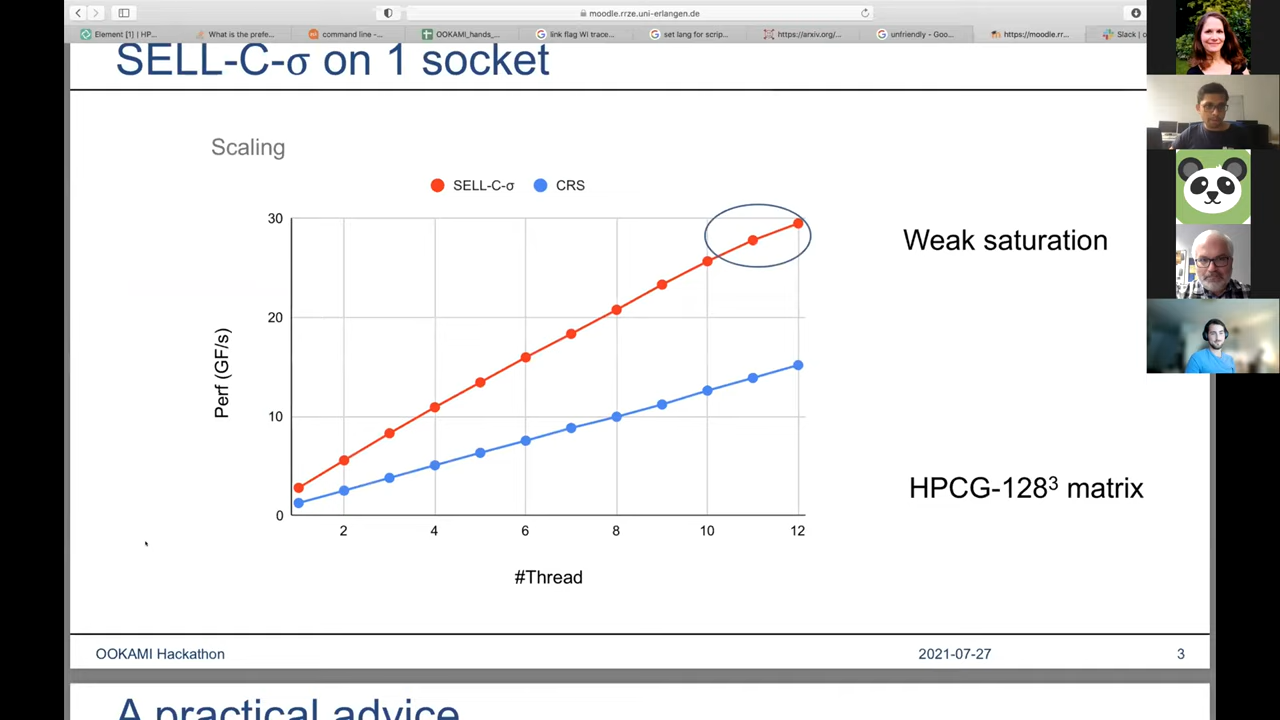 moodle.rrze.uni-erlangen.de
Element [1] | HP...
What is the prefe...
command line -...
OOKAMI_hands_...
link flag WI trace...
set lang for scrip...
https://arxiv.org/...
unfriendly - Goo...
https://moodle.rr...
Slack | o
SELL-C-σ on 1 socket
Scaling
SELL-C-σ
CRS
30
20
10
0
Perf (GF/s)
2
4
6
8
10
12
#Thread
Weak saturation
HPCG-128³ matrix
OOKAMI Hackathon
2021-07-27
3
A practical advice